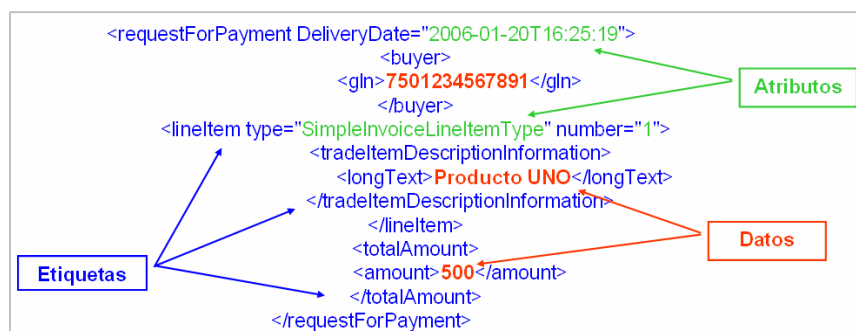 <requestForPayment DeliveryDate="2006-01-20T16:25:19">
<buyer>
<gln>7501234567891</gln>
</buyer>
Atributos
<lineItem type="SimpleInvoiceLineItemType" number="1">
<tradeItemDescriptionInformation>
<longText>Producto UNO</longText>
</tradeItemDescriptionInformation>
</lineItem>
<totalAmount>
Datos
Etiquetas
<amount>500</amount>
</totalAmount>
</requestForPayment>